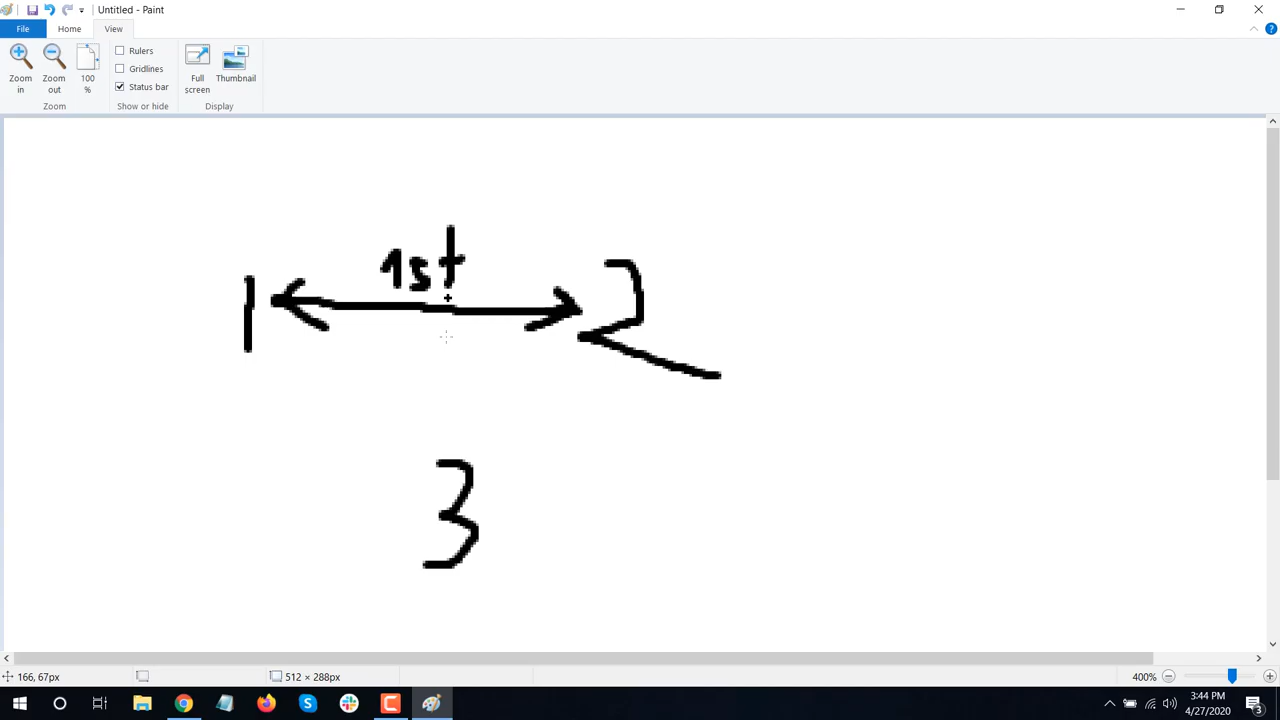 Untitled - Paint
File Home View
Zoom in
Zoom out
100 %
Rulers
Gridlines
Status bar
Full screen
Thumbnail
Zoom
Show or hide
Display
1st
1
2
3
166, 67px
512 × 288px
400%
3:44 PM
4/27/2020
3